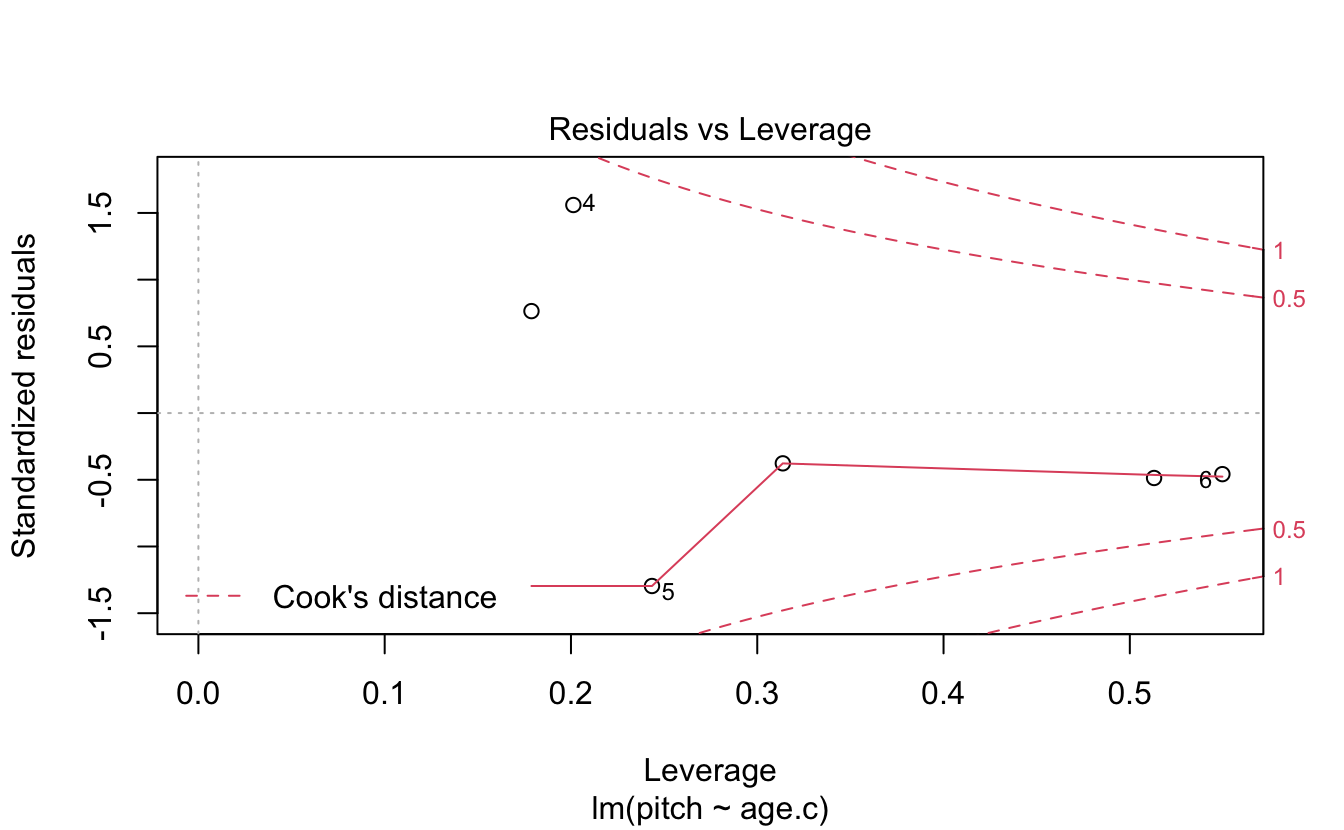 Residuals vs Leverage
Standardized residuals
1.5
0.5
-0.5
-1.5
4
5
6
1
0.5
0.5
1
Cook's distance
0.0 0.1 0.2 0.3 0.4 0.5
Leverage
lm(pitch ~ age.c)